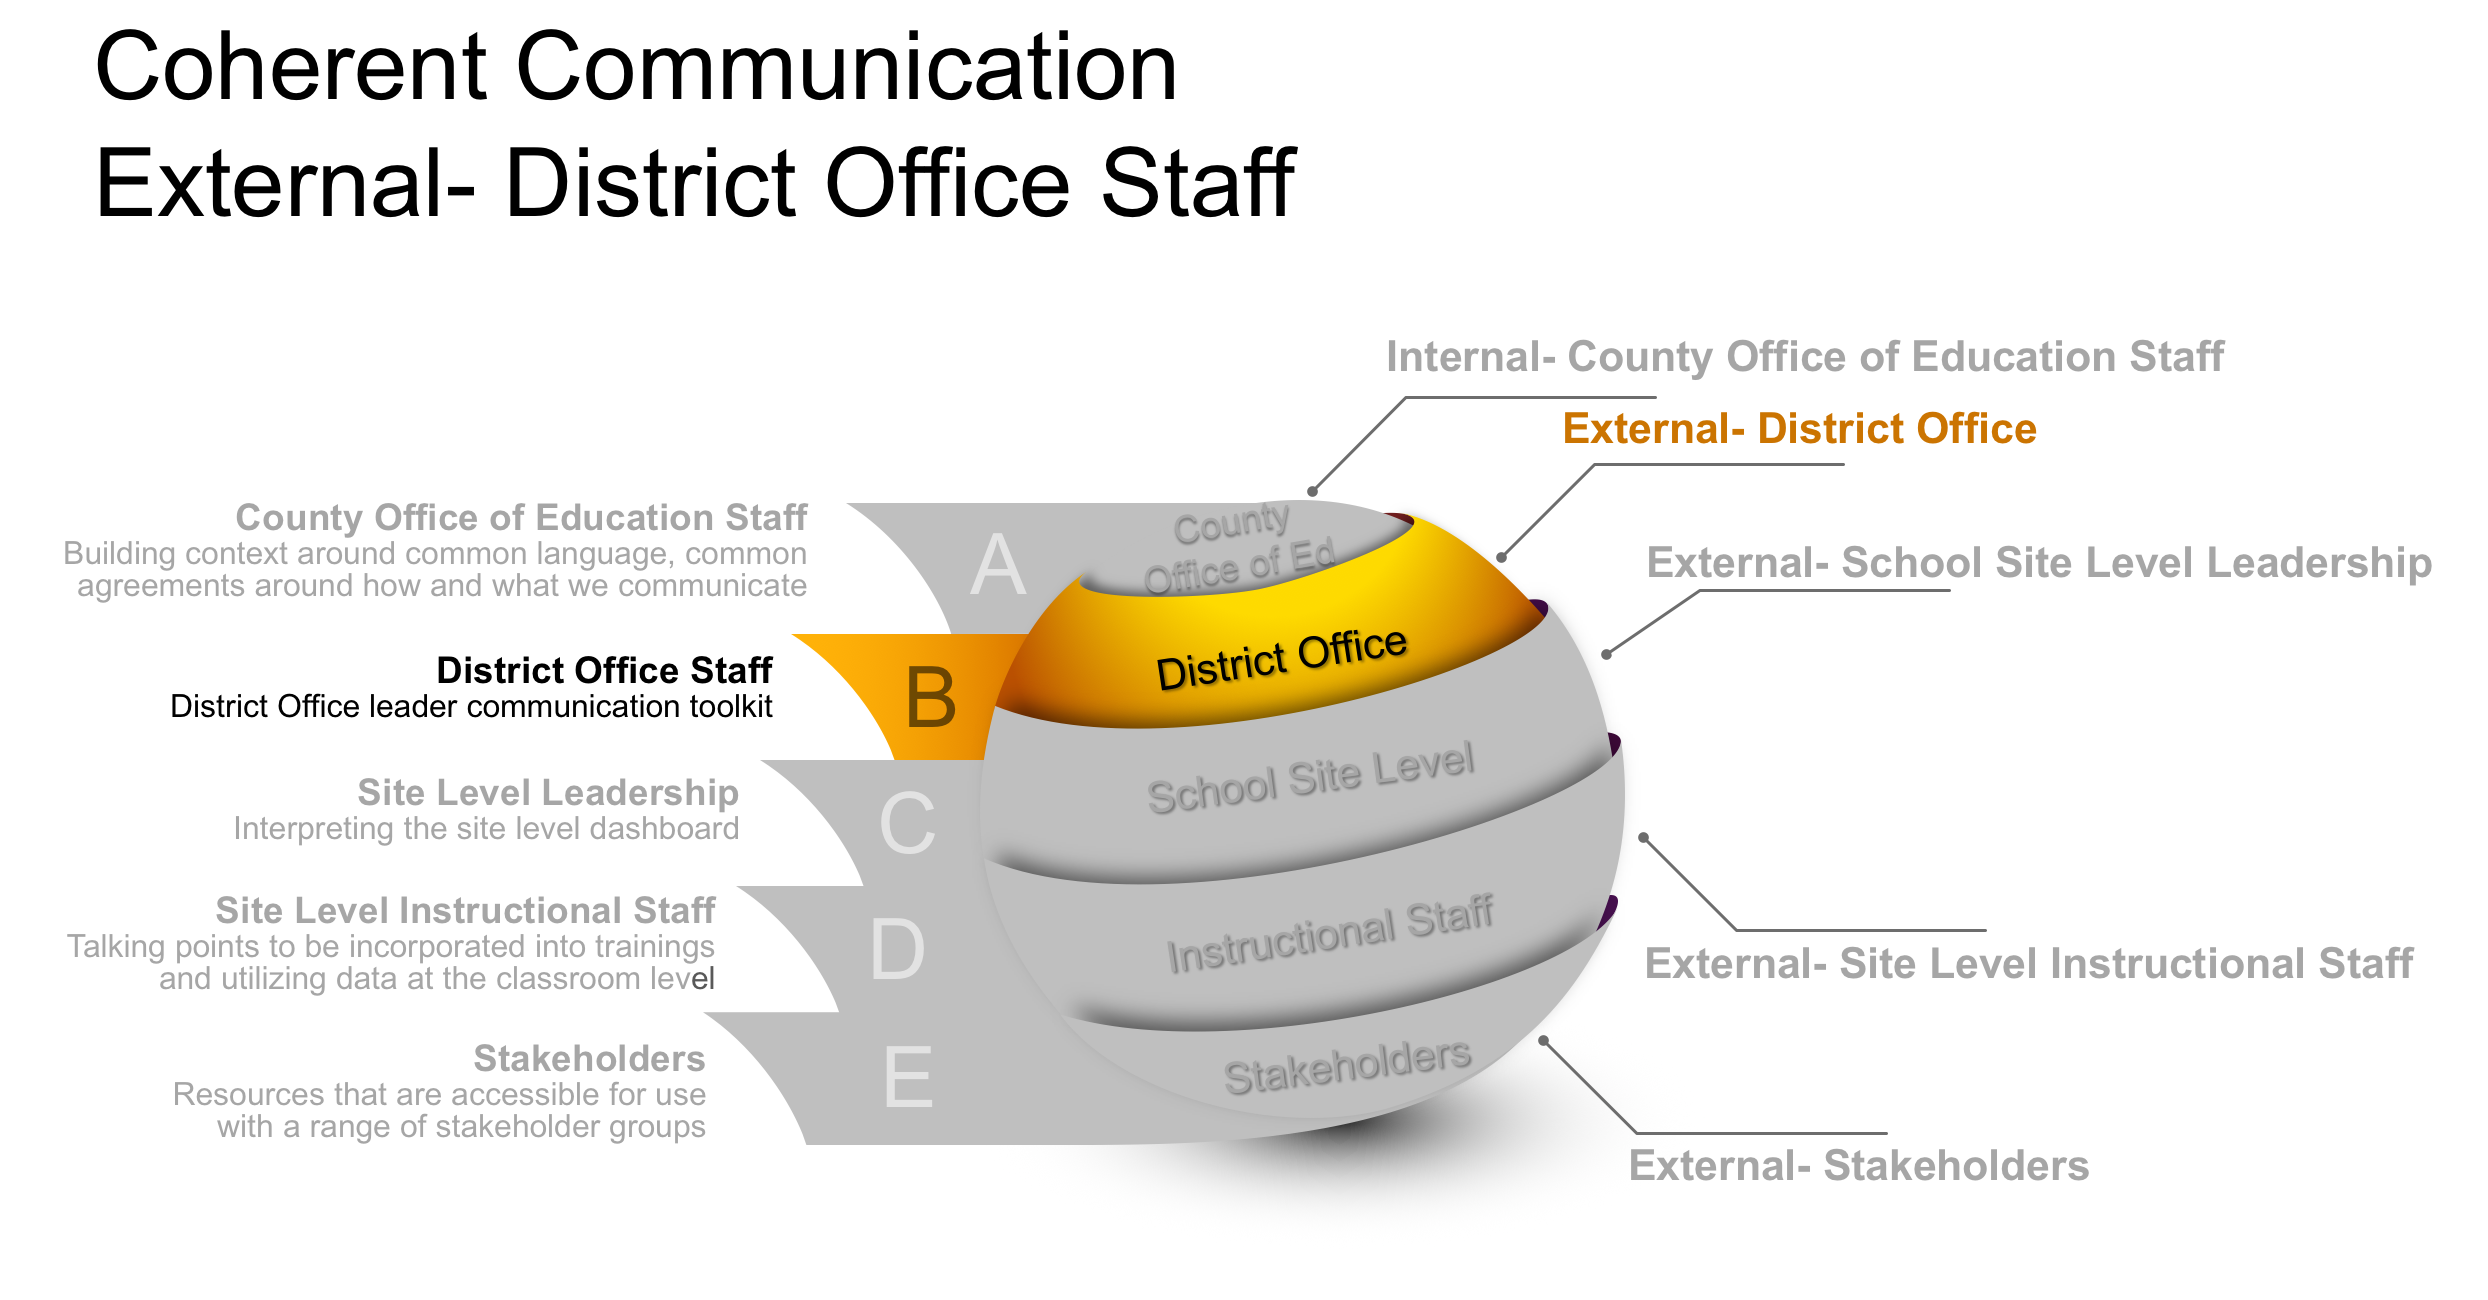 Coherent Communication
External- District Office Staff
Internal- County Office of Education Staff
External- District Office
External- School Site Level Leadership
External- Site Level Instructional Staff
External- Stakeholders
County Office of Education Staff
Building context around common language, common
agreements around how and what we communicate
A
District Office Staff
District Office leader communication toolkit
B
Site Level Leadership
Interpreting the site level dashboard
C
Site Level Instructional Staff
Talking points to be incorporated into trainings
and utilizing data at the classroom level
D
Stakeholders
Resources that are accessible for use
with a range of stakeholder groups
E
County
Office of Ed
District Office
School Site Level
Instructional Staff
Stakeholders